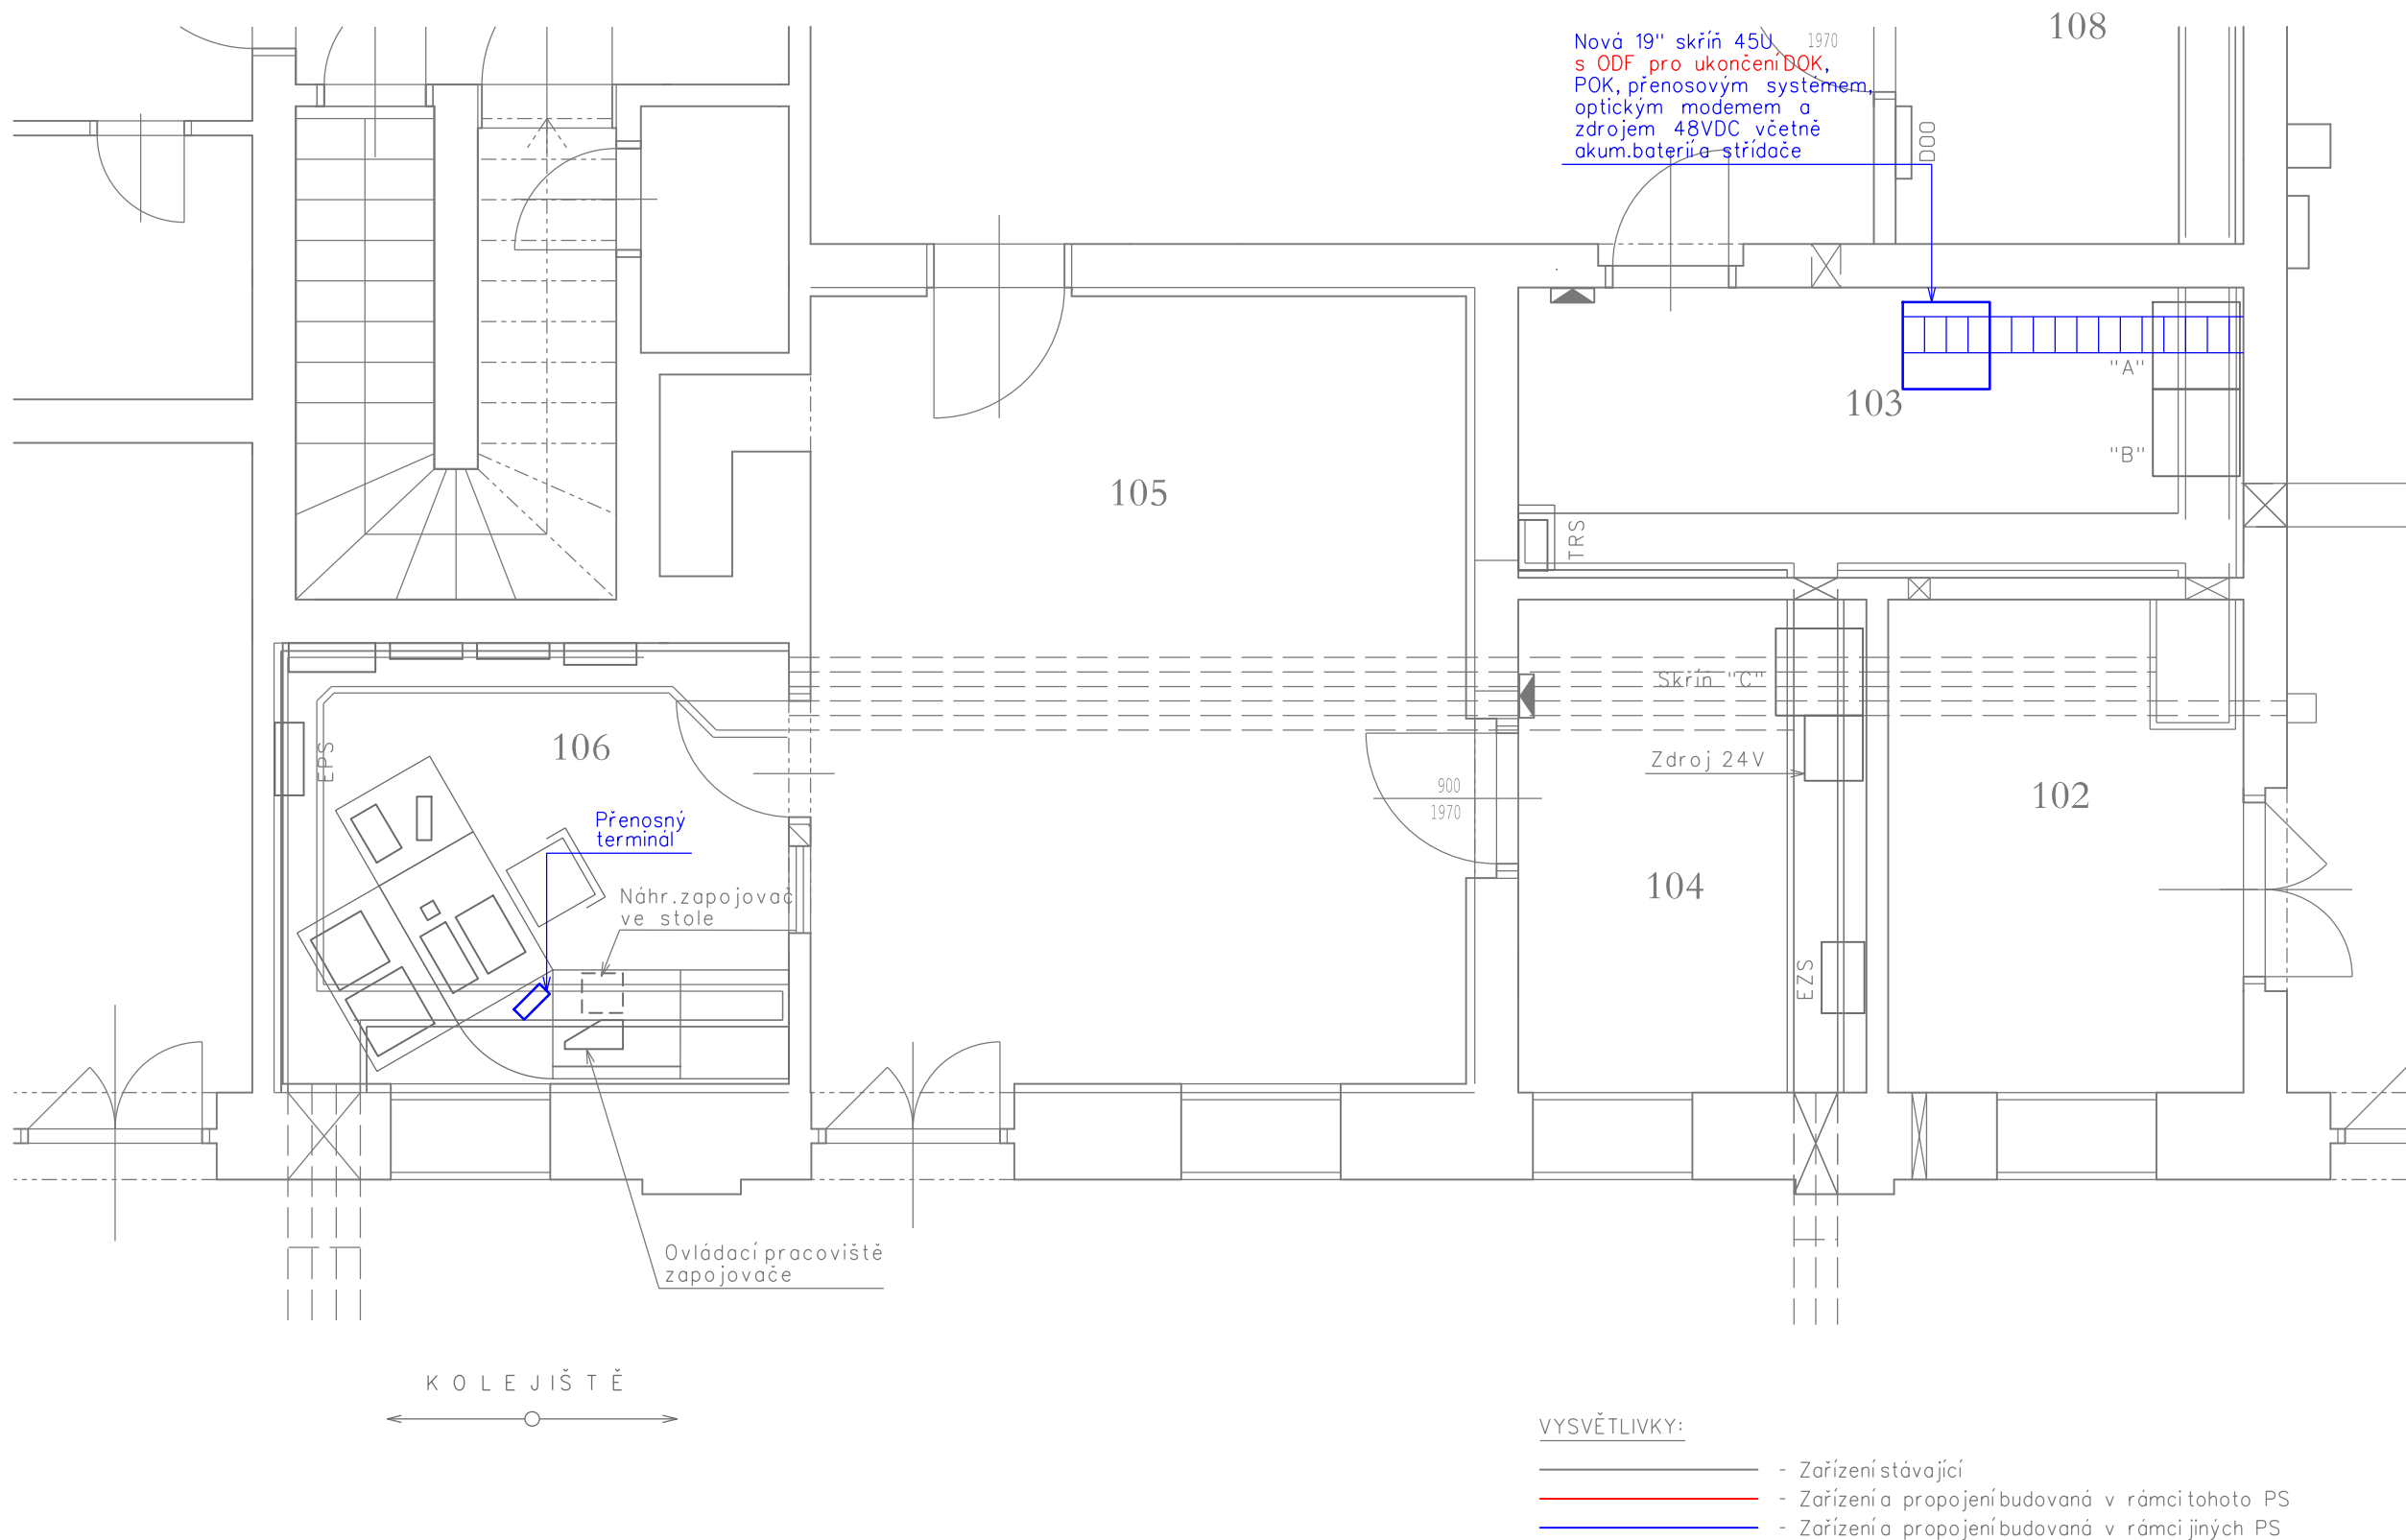 108
Nová 19" skříň 45U
s ODF pro ukončení DOK,
POK, přenosovým systémem,
optickým modemem a
zdrojem 48VDC včetně
akum.baterií a střídače
1970
DOO
"A"
103
"B"
105
TRS
Skříň "C"
106
EPS
Zdroj 24V
900
1970
102
Přenosný
terminál
104
Náhr.zapojovač
ve stole
EZS
Ovládací pracoviště
zapojovače
KOLEJIŠTĚ
VYSVĚTLIVKY:
- Zařízení stávající
- Zařízení a propojení budovaná v rámci tohoto PS
- Zařízení a propojení budovaná v rámci jiných PS